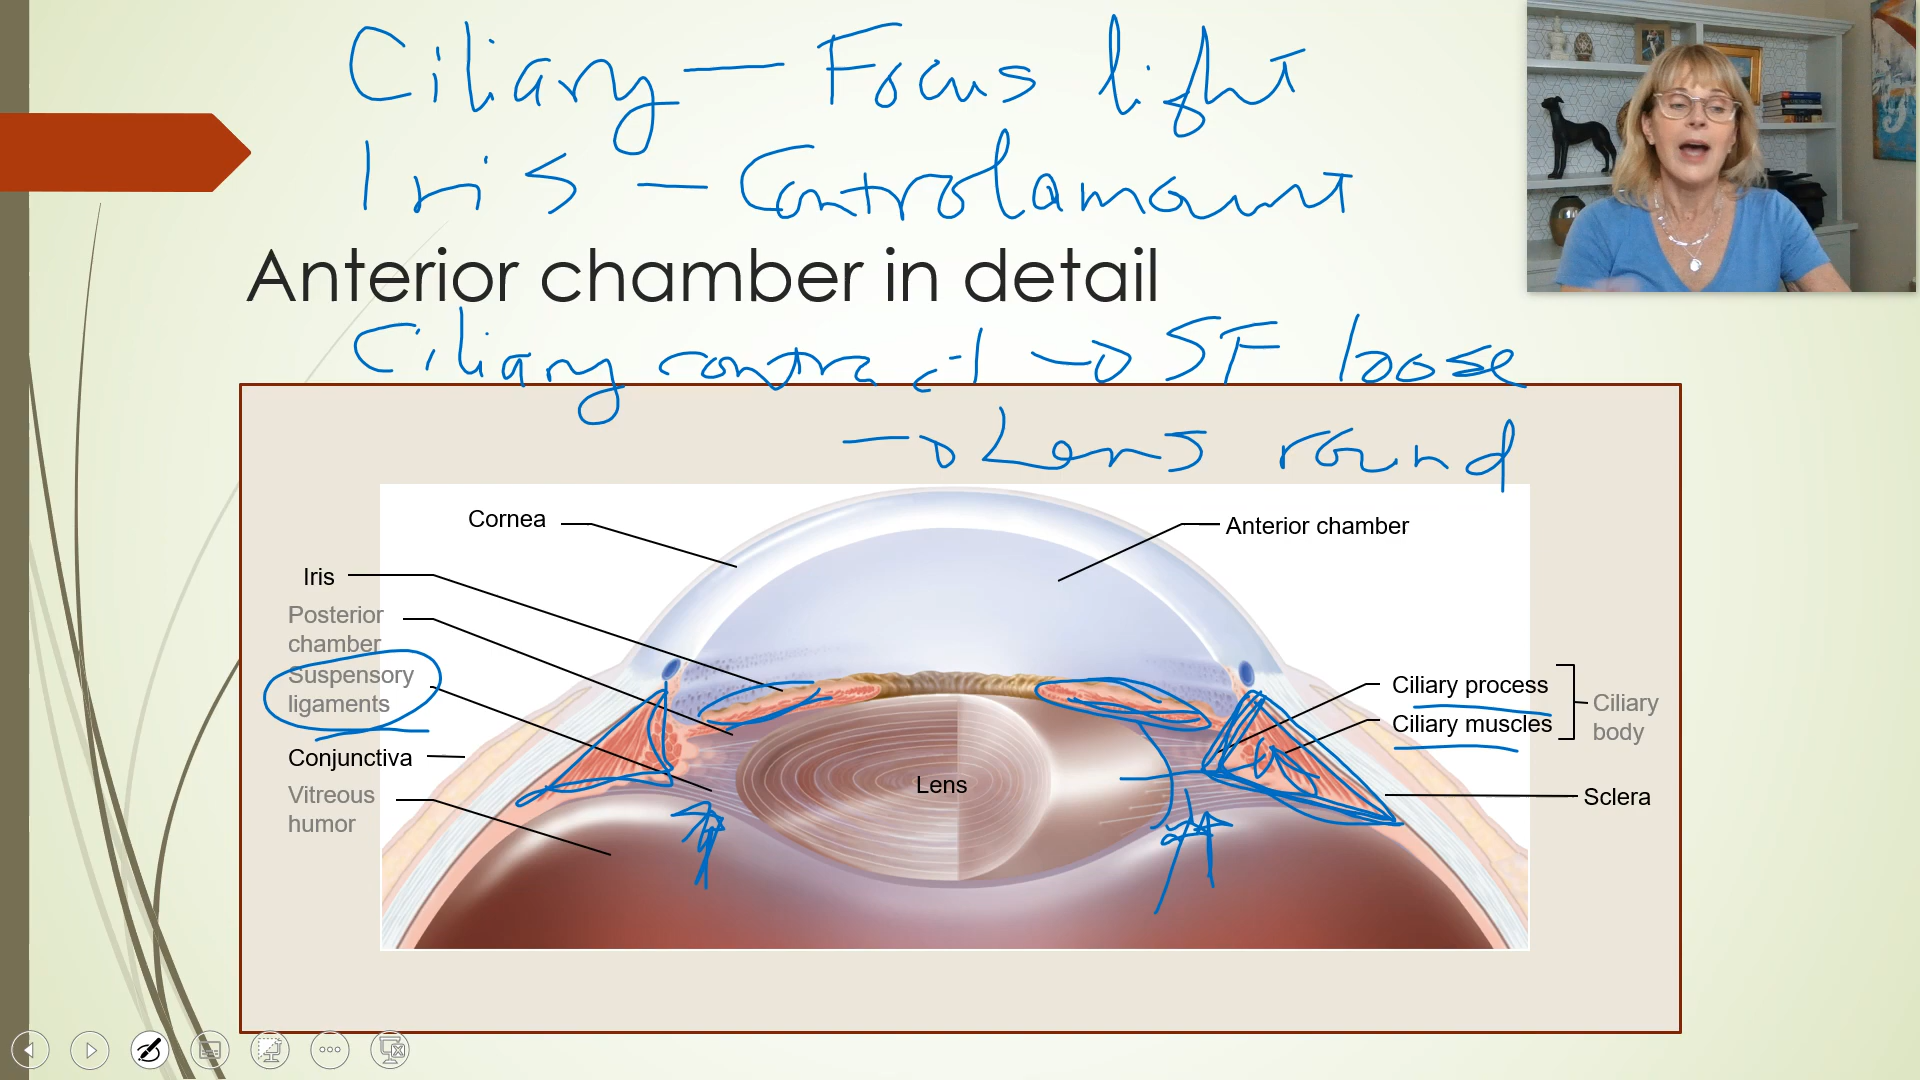 Ciliary — Focus light
Iris — Control amount
Anterior chamber in detail
Ciliary contract → SF loose
→ Lens round
Cornea
Anterior chamber
Iris
Posterior
chamber
Suspensory
ligaments
Ciliary process
Ciliary muscles
Ciliary
body
Conjunctiva
Lens
Vitreous
humor
Sclera